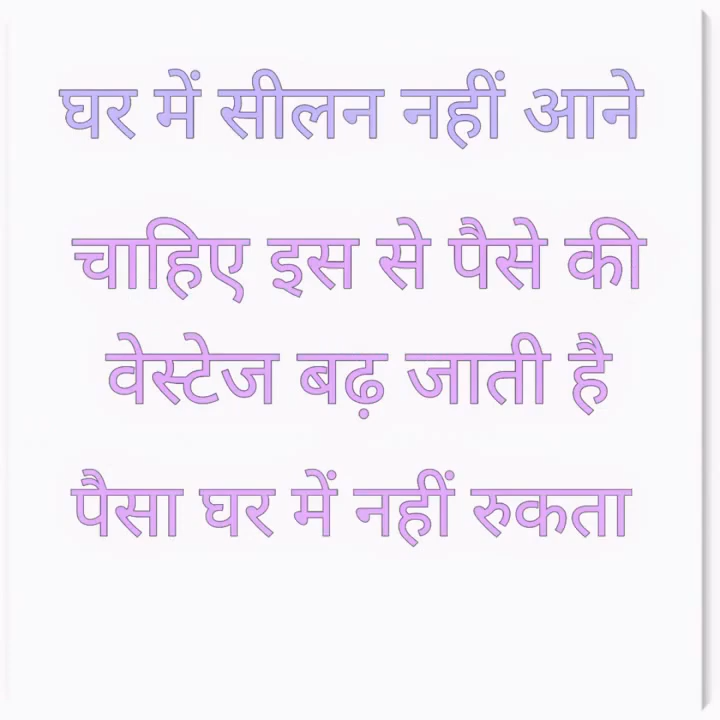 घर में सीलन नहीं आने
चाहिए इस से पैसे की
वेस्टेज बढ़ जाती है
पैसा घर में नहीं रुकता